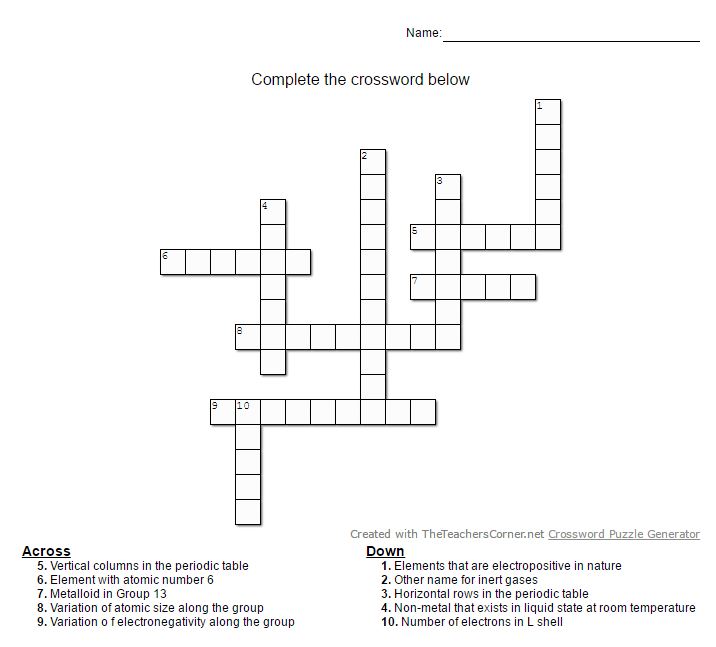 Name:
Complete the crossword below
1
2
3
4
5
6
7
8
9 10
Created with TheTeachersCorner.net Crossword Puzzle Generator
Across
5. Vertical columns in the periodic table
6. Element with atomic number 6
7. Metalloid in Group 13
8. Variation of atomic size along the group
9. Variation o f electronegativity along the group
Down
1. Elements that are electropositive in nature
2. Other name for inert gases
3. Horizontal rows in the periodic table
4. Non-metal that exists in liquid state at room temperature
10. Number of electrons in L shell